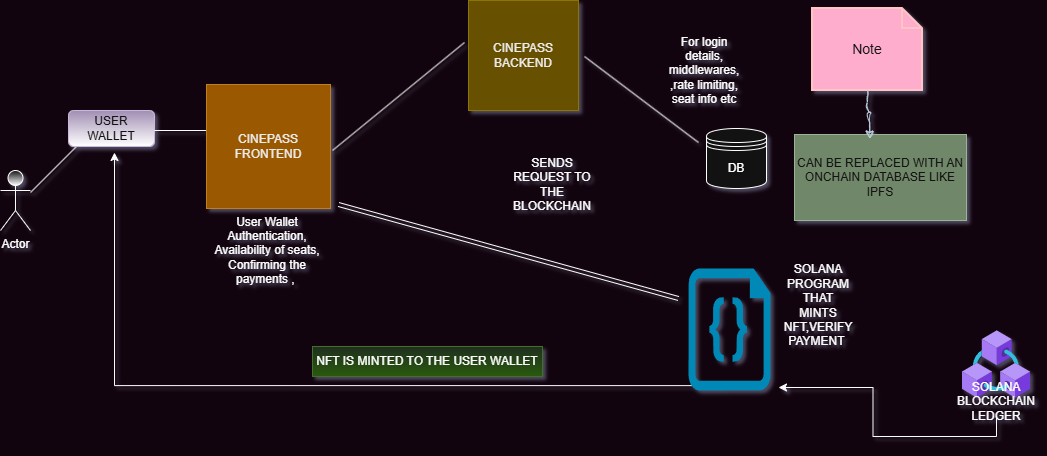 CINEPASS
BACKEND
For login
details,
middlewares,
,rate limiting,
seat info etc
Note
USER
WALLET
CINEPASS
FRONTEND
DB
CAN BE REPLACED WITH AN
ONCHAIN DATABASE LIKE
IPFS
SENDS
REQUEST TO
THE
BLOCKCHAIN
Actor
User Wallet
Authentication,
Availability of seats,
Confirming the
payments ,
SOLANA
PROGRAM
THAT
MINTS
NFT,VERIFY
PAYMENT
{}
NFT IS MINTED TO THE USER WALLET
SOLANA
BLOCKCHAIN
LEDGER